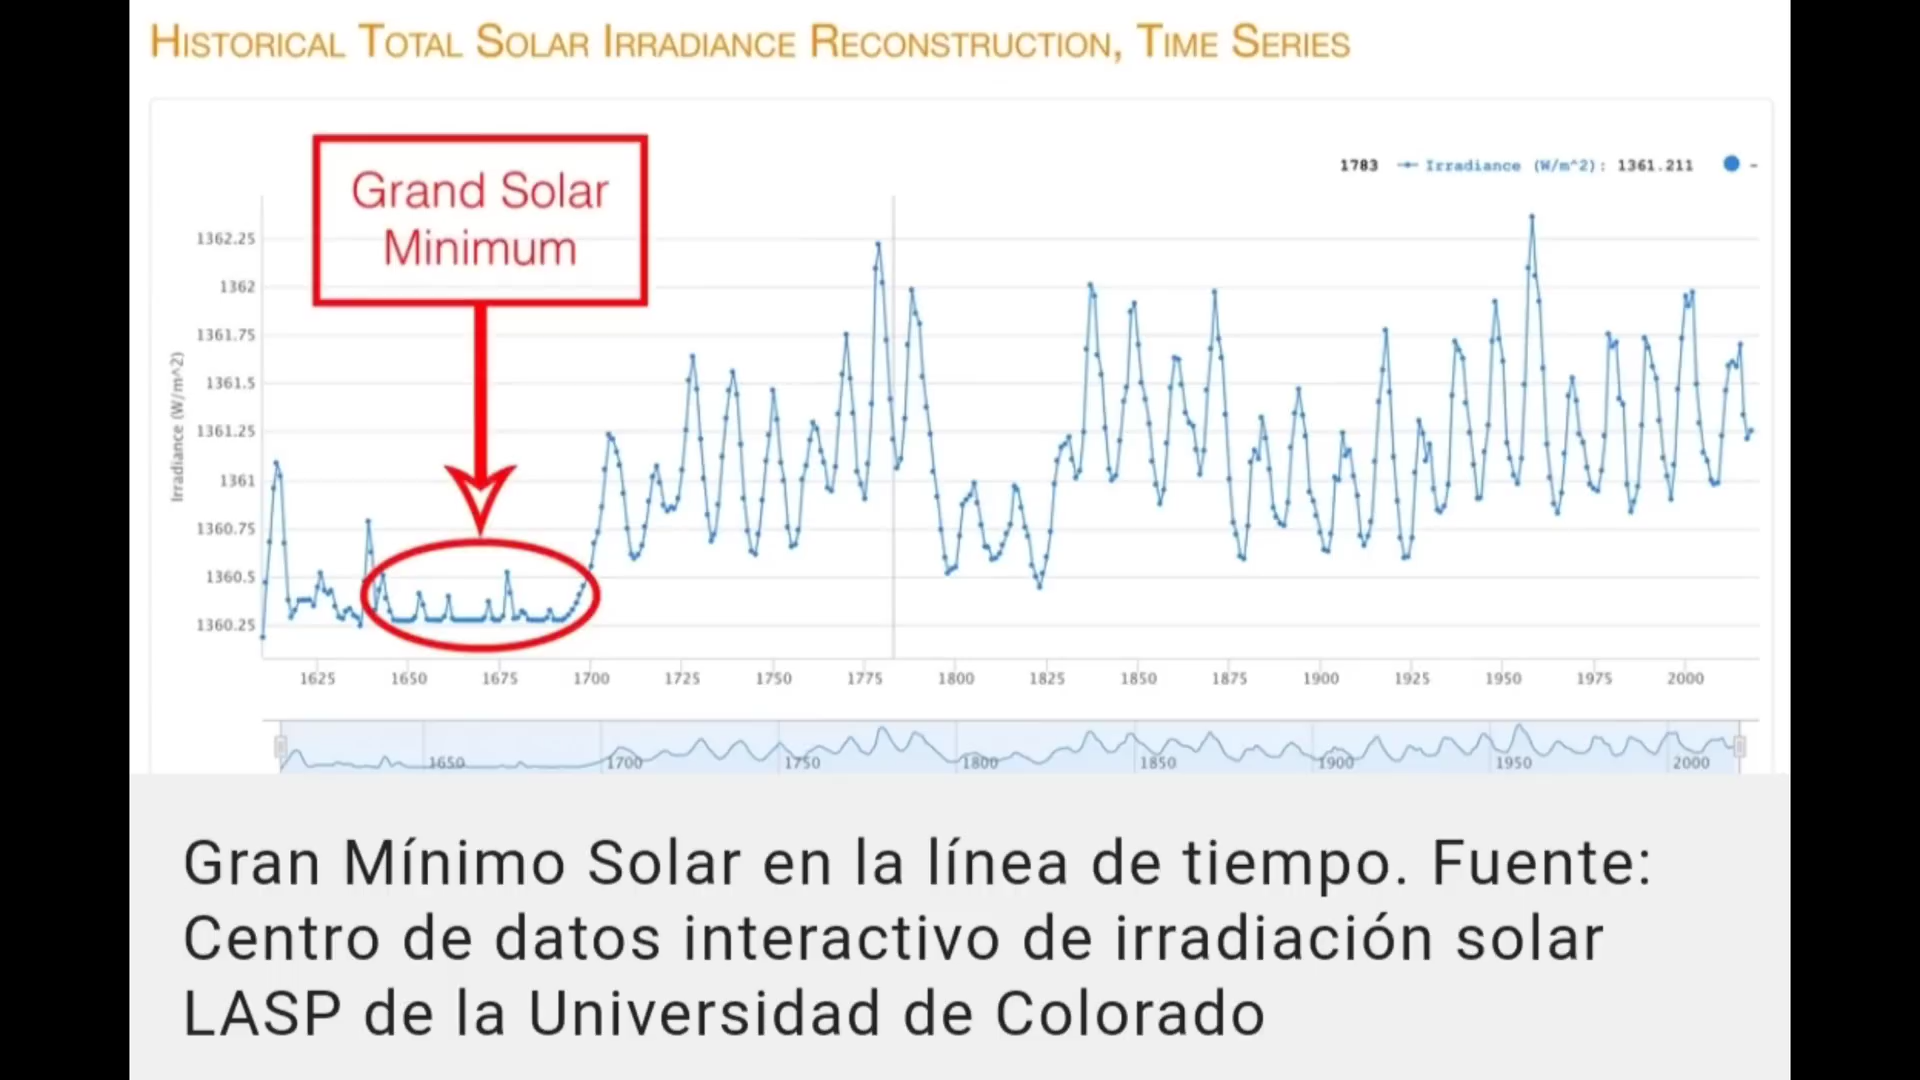 HISTORICAL TOTAL SOLAR IRRADIANCE RECONSTRUCTION, TIME SERIES
Grand Solar
Minimum
1783 Irradiance (W/m^2): 1361.211 -
Irradiance (W/m^2)
1362.25
1362
1361.75
1361.5
1361.25
1361
1360.75
1360.5
1360.25
1625 1650 1675 1700 1725 1750 1775 1800 1825 1850 1875 1900 1925 1950 1975 2000
1650 1700 1750 1800 1850 1900 1950 2000
Gran Mínimo Solar en la línea de tiempo. Fuente:
Centro de datos interactivo de irradiación solar
LASP de la Universidad de Colorado